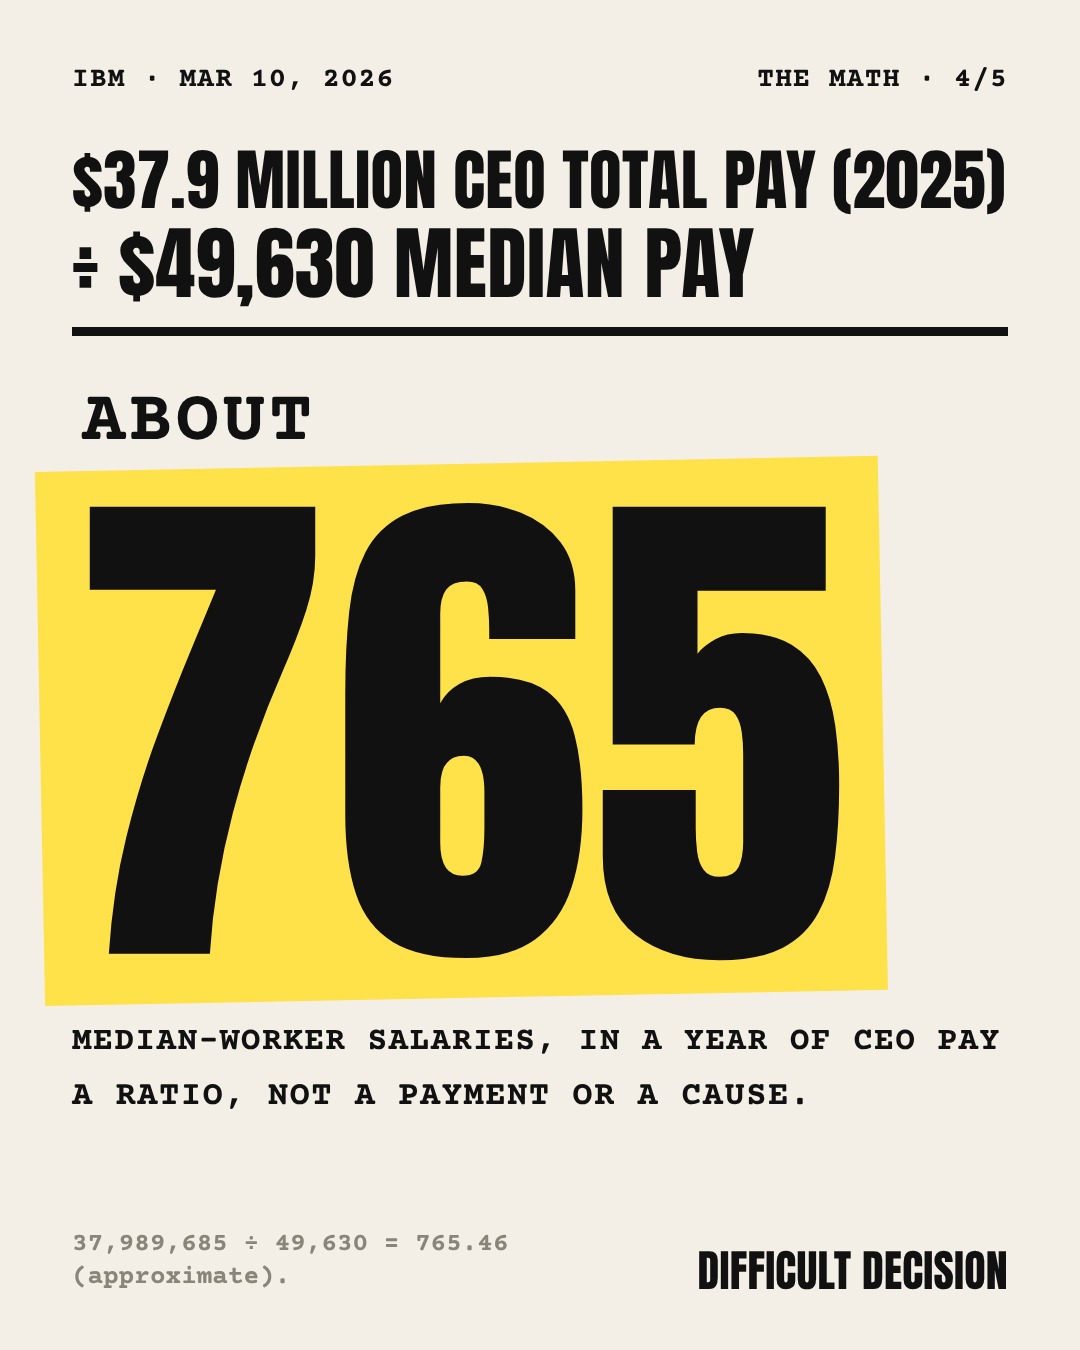 IBM · MAR 10, 2026
THE MATH · 4/5
$37.9 MILLION CEO TOTAL PAY (2025)
÷ $49,630 MEDIAN PAY
ABOUT
765
MEDIAN-WORKER SALARIES, IN A YEAR OF CEO PAY
A RATIO, NOT A PAYMENT OR A CAUSE.
37,989,685 ÷ 49,630 = 765.46
(approximate).
DIFFICULT DECISION